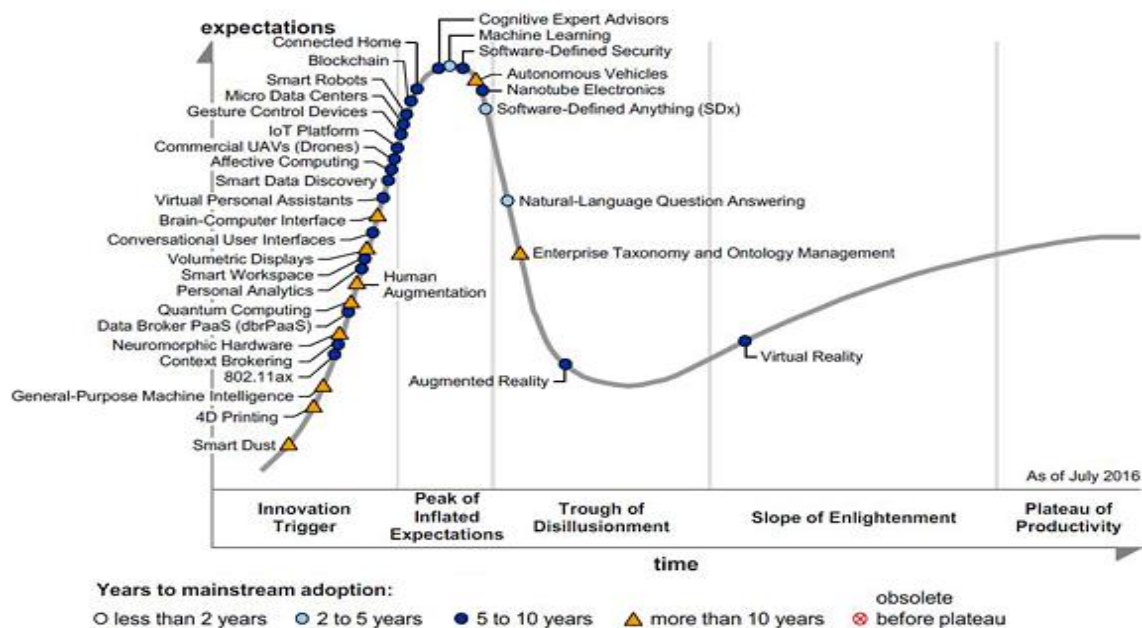 expectations
Cognitive Expert Advisors
Machine Learning
Software-Defined Security
Connected Home
Blockchain
Autonomous Vehicles
Smart Robots
Nanotube Electronics
Micro Data Centers
Software-Defined Anything (SDx)
Gesture Control Devices
IoT Platform
Commercial UAVs (Drones)
Affective Computing
Smart Data Discovery
Virtual Personal Assistants
Natural-Language Question Answering
Brain-Computer Interface
Conversational User Interfaces
Volumetric Displays
Enterprise Taxonomy and Ontology Management
Smart Workspace
Personal Analytics
Human
Augmentation
Quantum Computing
Data Broker PaaS (dbrPaaS)
Neuromorphic Hardware
Context Brokering
802.11ax
Augmented Reality
Virtual Reality
General-Purpose Machine Intelligence
4D Printing
Smart Dust
As of July 2016
Innovation
Trigger
Peak of
Inflated
Expectations
Trough of
Disillusionment
Slope of Enlightenment
Plateau of
Productivity
time
Years to mainstream adoption:
less than 2 years
2 to 5 years
5 to 10 years
more than 10 years
obsolete
before plateau